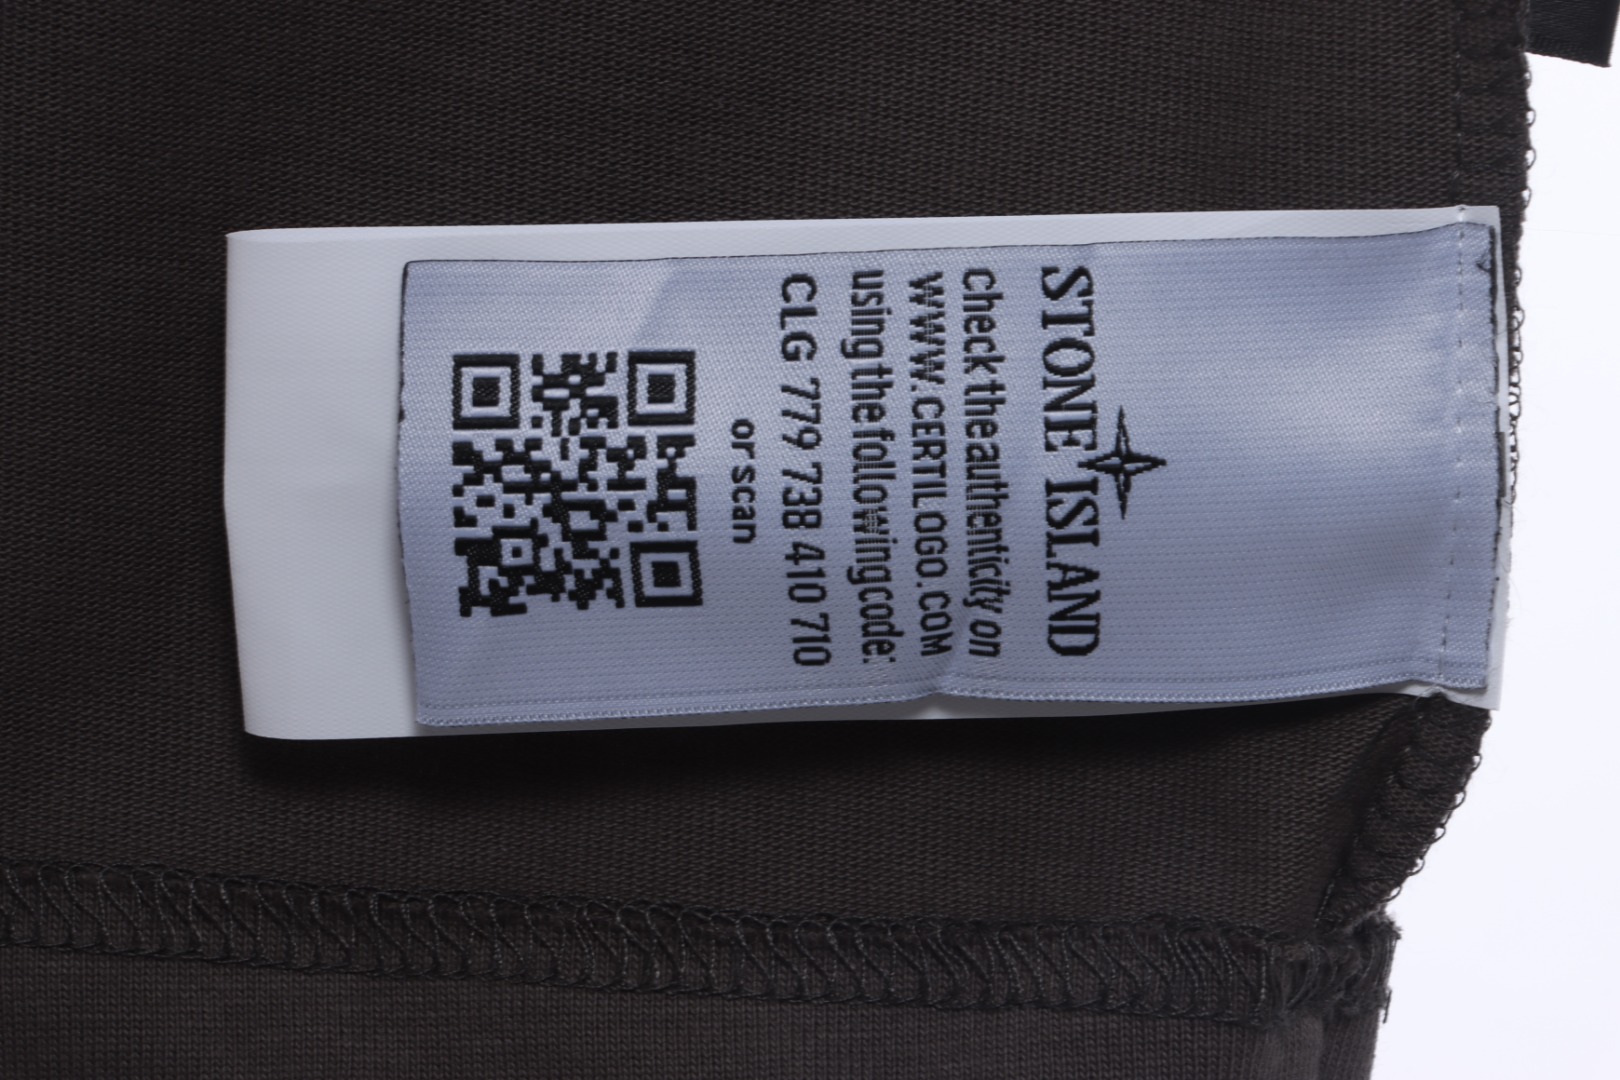 STONE ISLAND
check the authenticity on
WWW.CERTILOGO.COM
using the following code:
CLG 779 738 410 710
or scan